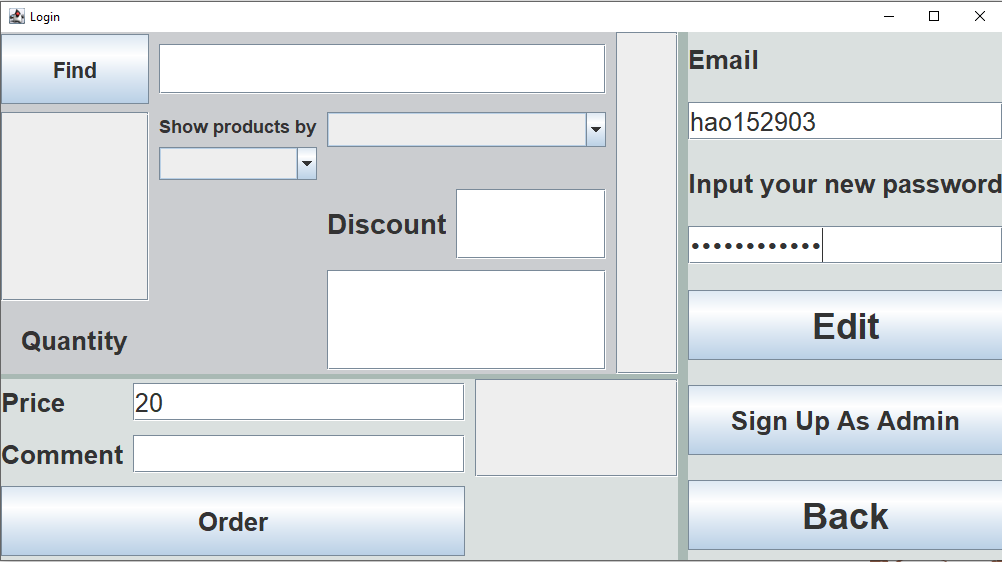 Login
Find
Show products by
Discount
Quantity
Price
20
Comment
Order
Email
hao152903
Input your new password
••••••••••••
Edit
Sign Up As Admin
Back